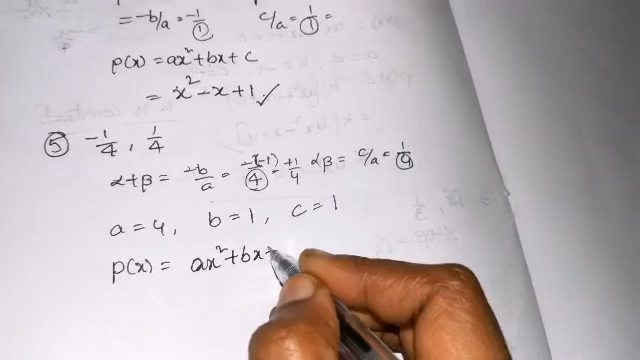 = -b/a = -1/1 c/a = 1/1 =
p(x) = ax² + bx + c
= x² - x + 1 ✓
⑤ -1/4 , 1/4
α+β = -b/a = -(-1)/4 = +1/4 αβ = c/a = 1/4
a = 4, b = 1, c = 1
p(x) = ax² + bx +